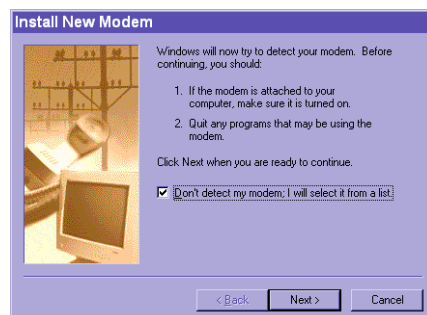 Install New Modem
Windows will now try to detect your modem. Before
continuing, you should:
1. If the modem is attached to your
computer, make sure it is turned on.
2. Quit any programs that may be using the
modem.
Click Next when you are ready to continue.
Don't detect my modem; I will select it from a list.
< Back
Next >
Cancel